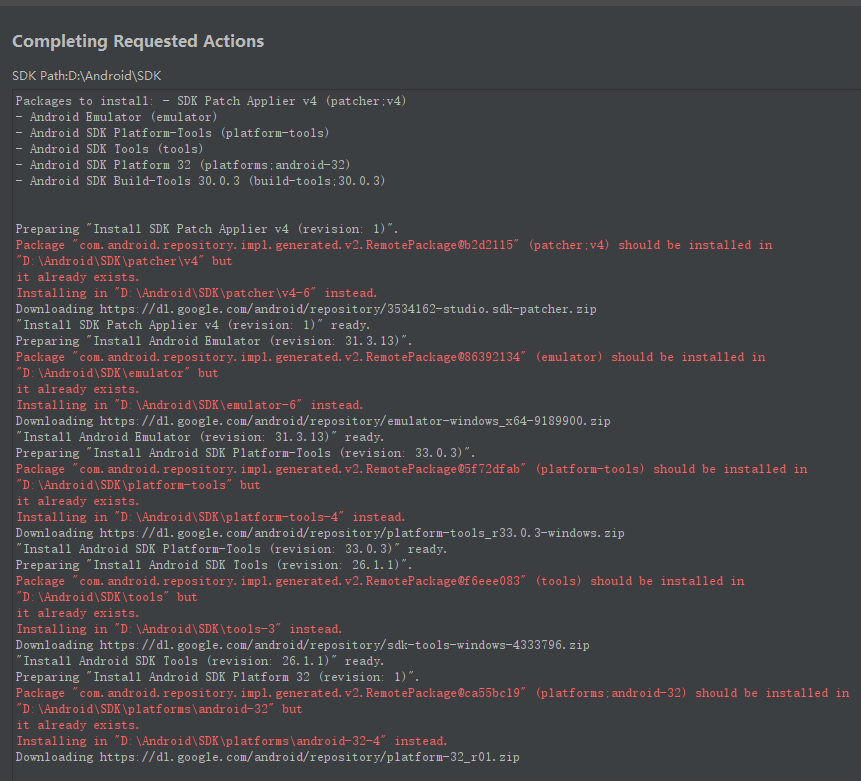 Completing Requested Actions
SDK Path:D:\Android\SDK
Packages to install: - SDK Patch Applier v4 (patcher;v4)
- Android Emulator (emulator)
- Android SDK Platform-Tools (platform-tools)
- Android SDK Tools (tools)
- Android SDK Platform 32 (platforms;android-32)
- Android SDK Build-Tools 30.0.3 (build-tools;30.0.3)
Preparing "Install SDK Patch Applier v4 (revision: 1)".
Package "com.android.repository.impl.generated.v2.RemotePackage@b2d2115" (patcher;v4) should be installed in
"D:\Android\SDK\patcher\v4" but
it already exists.
Installing in "D:\Android\SDK\patcher\v4-6" instead.
Downloading https://dl.google.com/android/repository/3534162-studio.sdk-patcher.zip
"Install SDK Patch Applier v4 (revision: 1)" ready.
Preparing "Install Android Emulator (revision: 31.3.13)".
Package "com.android.repository.impl.generated.v2.RemotePackage@86392134" (emulator) should be installed in
"D:\Android\SDK\emulator" but
it already exists.
Installing in "D:\Android\SDK\emulator-6" instead.
Downloading https://dl.google.com/android/repository/emulator-windows_x64-9189900.zip
"Install Android Emulator (revision: 31.3.13)" ready.
Preparing "Install Android SDK Platform-Tools (revision: 33.0.3)".
Package "com.android.repository.impl.generated.v2.RemotePackage@5f72dfab" (platform-tools) should be installed in
"D:\Android\SDK\platform-tools" but
it already exists.
Installing in "D:\Android\SDK\platform-tools-4" instead.
Downloading https://dl.google.com/android/repository/platform-tools_r33.0.3-windows.zip
"Install Android SDK Platform-Tools (revision: 33.0.3)" ready.
Preparing "Install Android SDK Tools (revision: 26.1.1)".
Package "com.android.repository.impl.generated.v2.RemotePackage@f6eee083" (tools) should be installed in
"D:\Android\SDK\tools" but
it already exists.
Installing in "D:\Android\SDK\tools-3" instead.
Downloading https://dl.google.com/android/repository/sdk-tools-windows-4333796.zip
"Install Android SDK Tools (revision: 26.1.1)" ready.
Preparing "Install Android SDK Platform 32 (revision: 1)".
Package "com.android.repository.impl.generated.v2.RemotePackage@ca55bc19" (platforms;android-32) should be installed in
"D:\Android\SDK\platforms\android-32" but
it already exists.
Installing in "D:\Android\SDK\platforms\android-32-4" instead.
Downloading https://dl.google.com/android/repository/platform-32_r01.zip